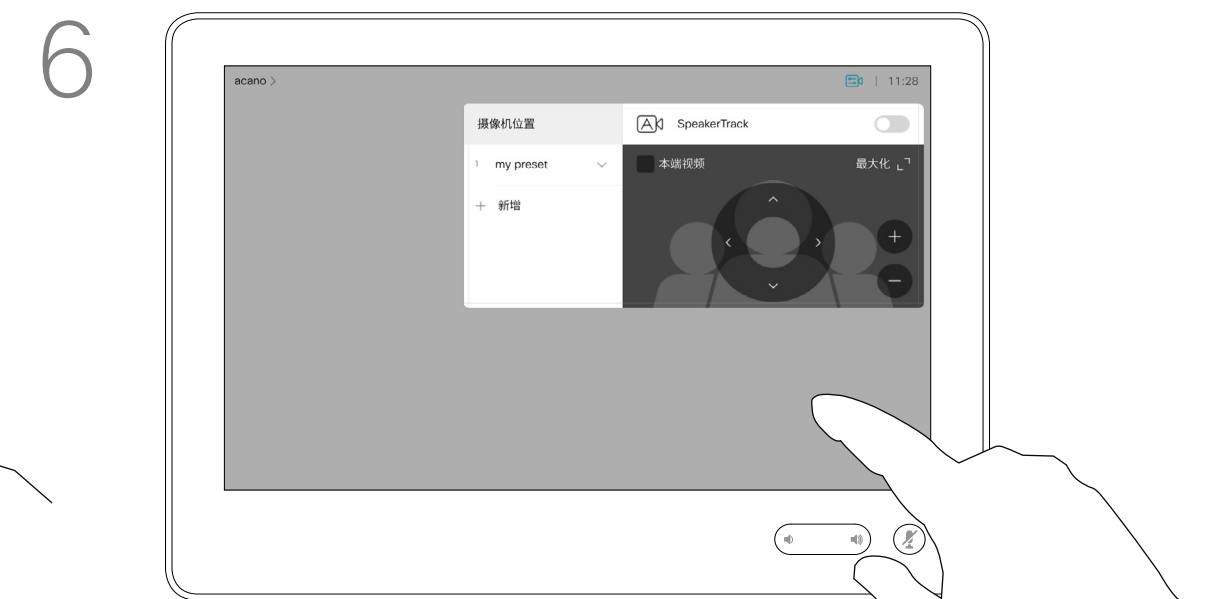 6
acano >
11:28
摄像机位置
SpeakerTrack
1 my preset
本端视频
最大化
+ 新增